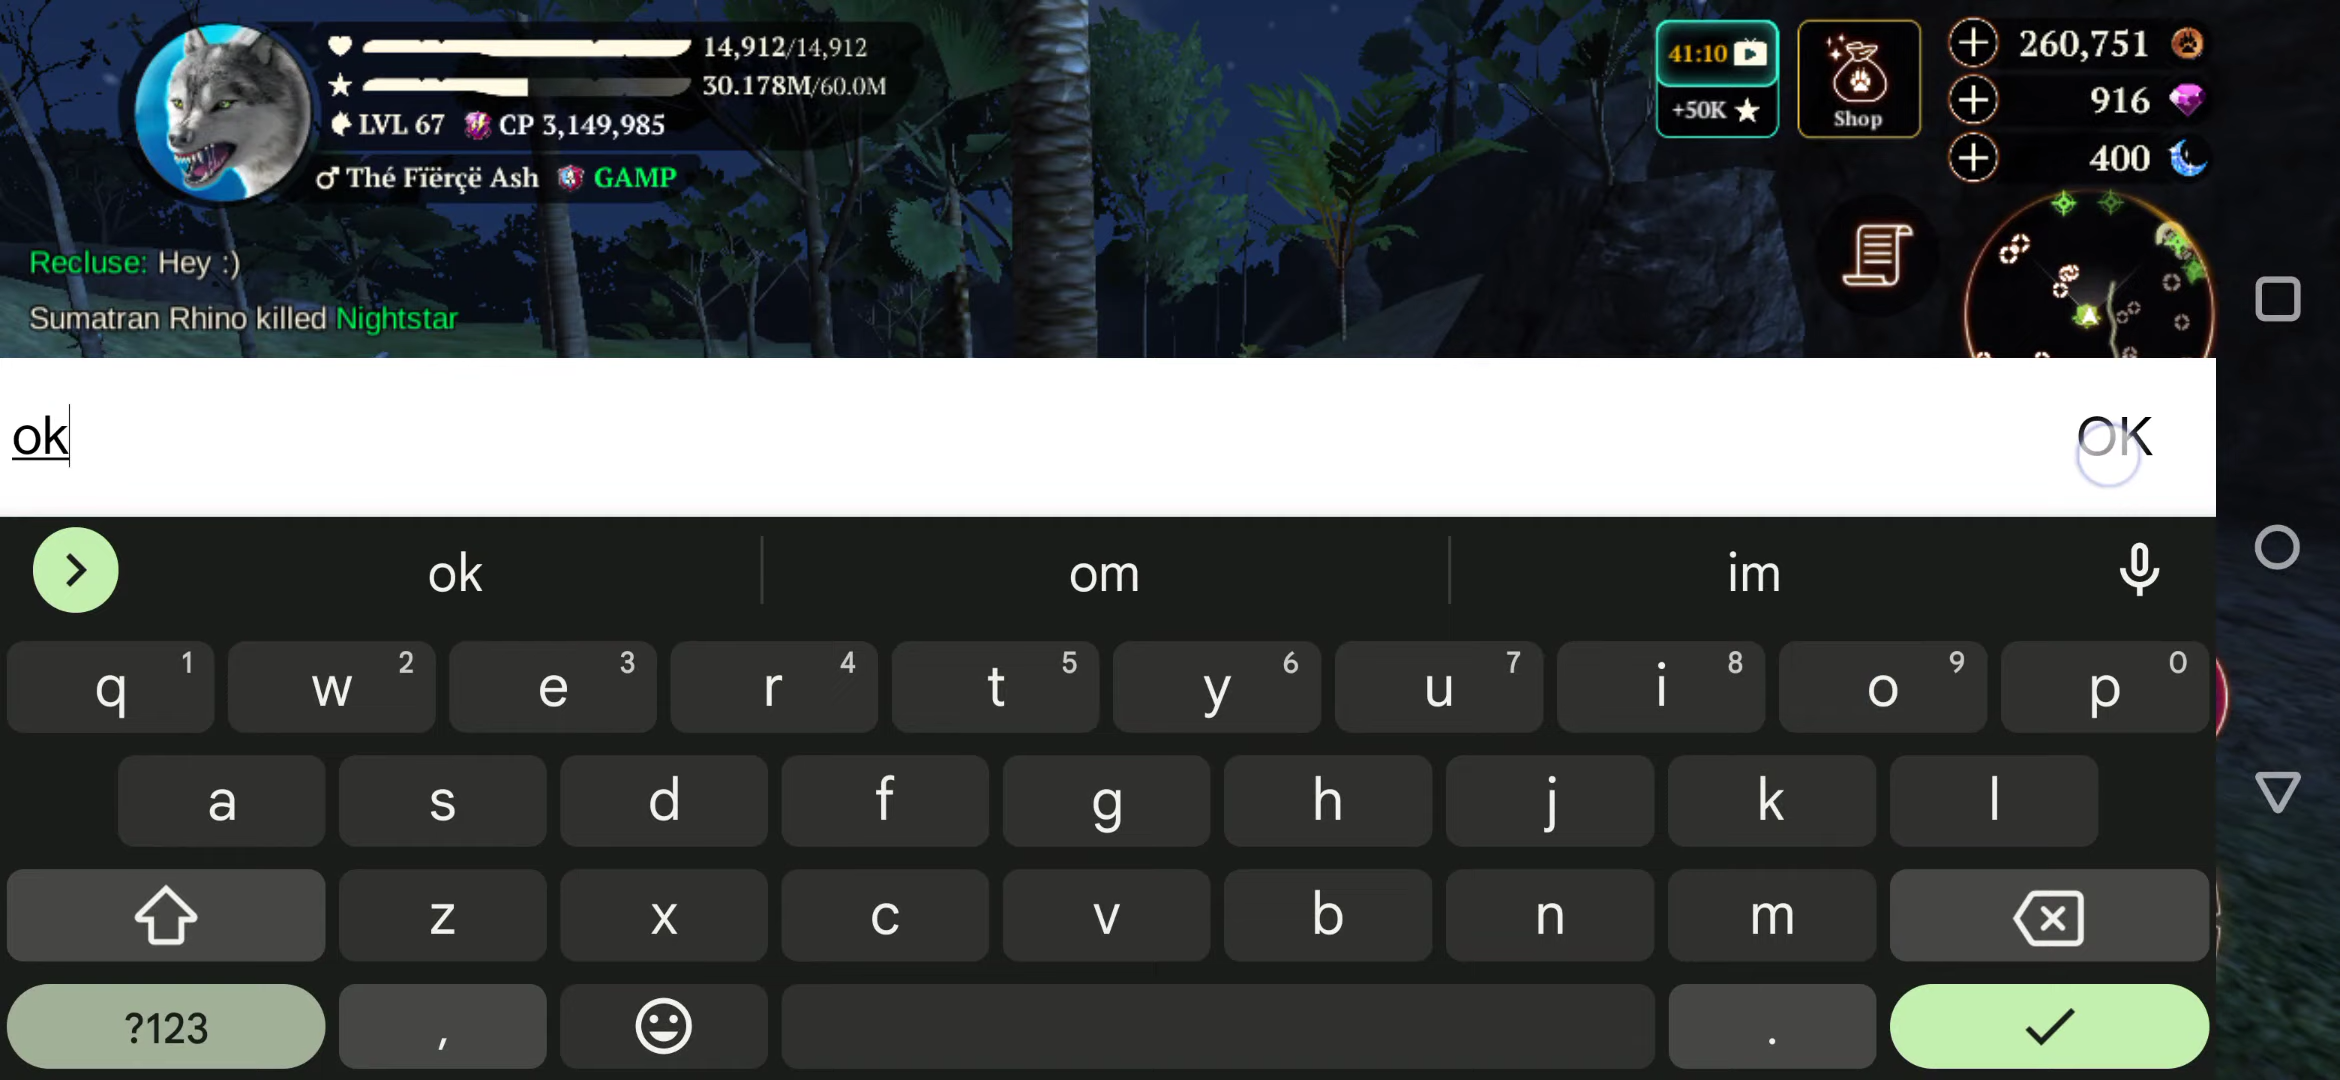 14,912/14,912
30.178M/60.0M
LVL 67 CP 3,149,985
Thé Fïërçë Ash GAMP
41:10
+50K
Shop
260,751
916
400
Recluse: Hey :)
Sumatran Rhino killed Nightstar
ok OK
ok om im
q 1 w 2 e 3 r 4 t 5 y 6 u 7 i 8 o 9 p 0
a s d f g h j k l
z x c v b n m
?123 , .